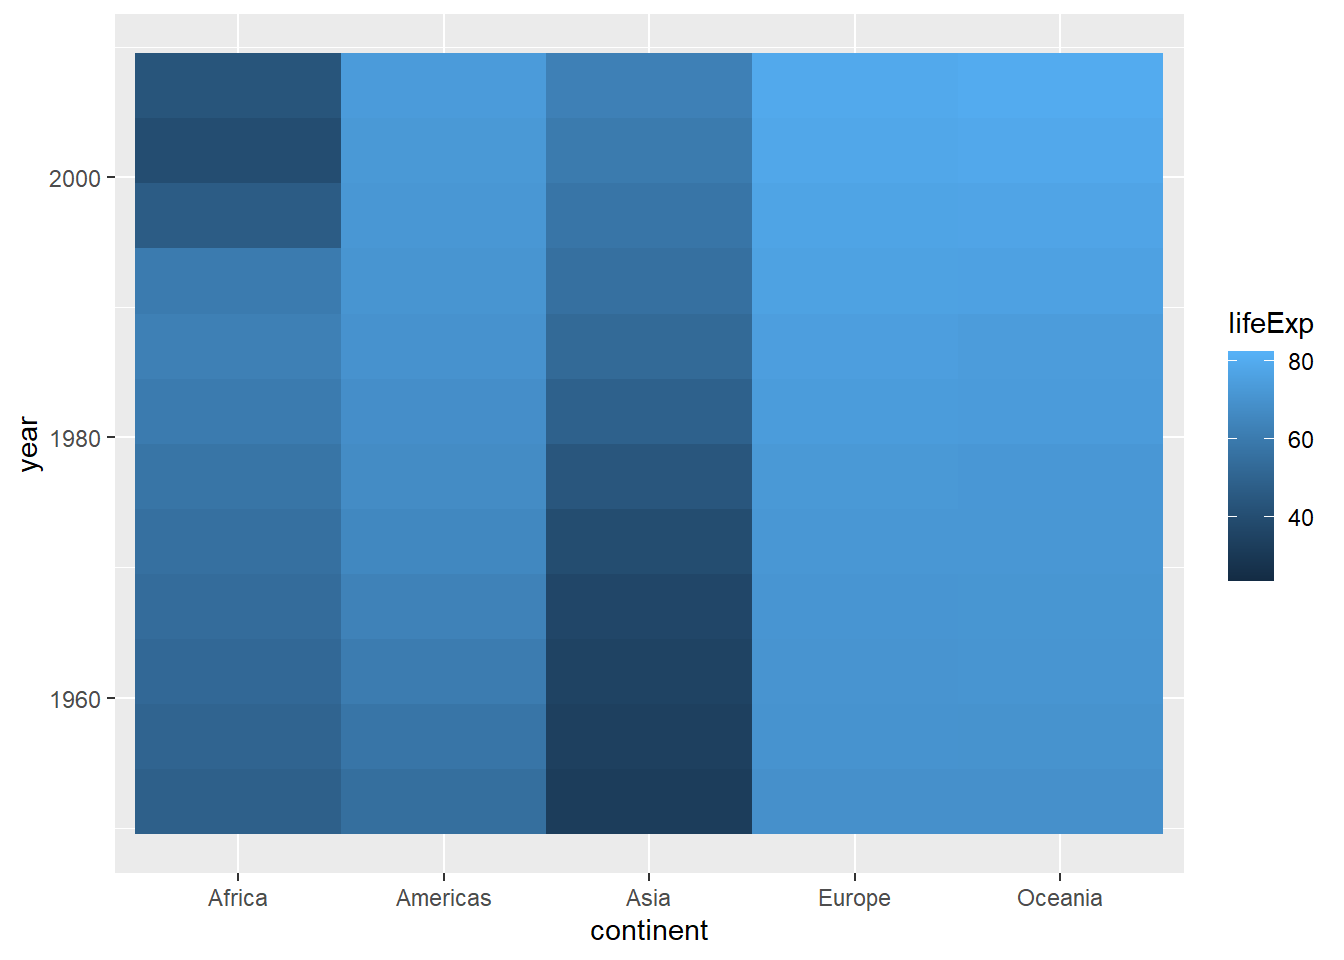 2000
1980
1960
year
Africa
Americas
Asia
Europe
Oceania
continent
lifeExp
80
60
40